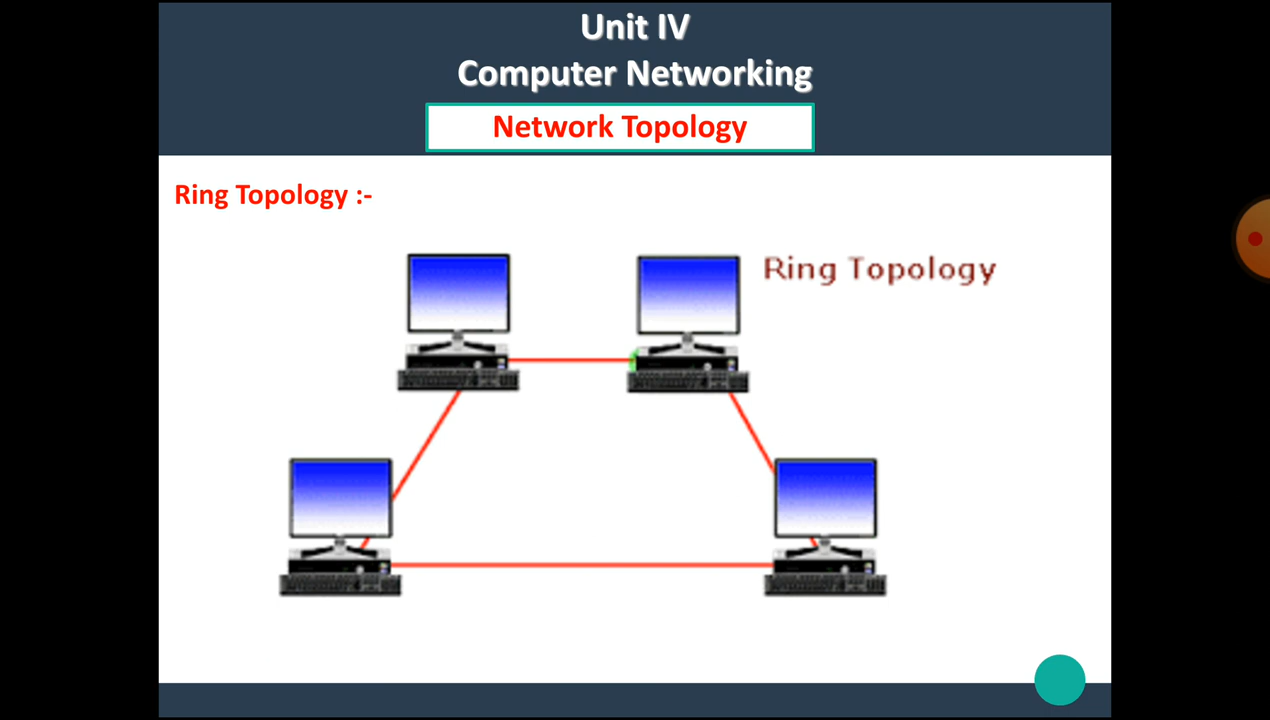 Unit IV
Computer Networking
Network Topology
Ring Topology :-
Ring Topology